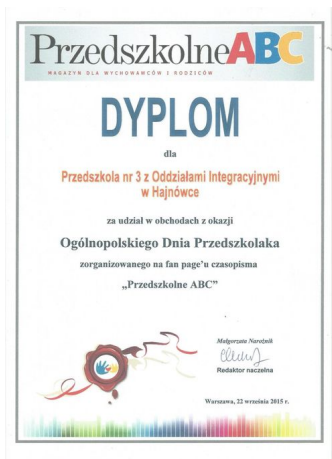 PrzedszkolneABC
MAGAZYN DLA WYCHOWAWCÓW I RODZICÓW
DYPLOM
dla
Przedszkola nr 3 z Oddziałami Integracyjnymi
w Hajnówce
za udział w obchodach z okazji
Ogólnopolskiego Dnia Przedszkolaka
zorganizowanego na fan page'u czasopisma
„Przedszkolne ABC”
Małgorzata Narożnik
Redaktor naczelna
Warszawa, 22 września 2015 r.